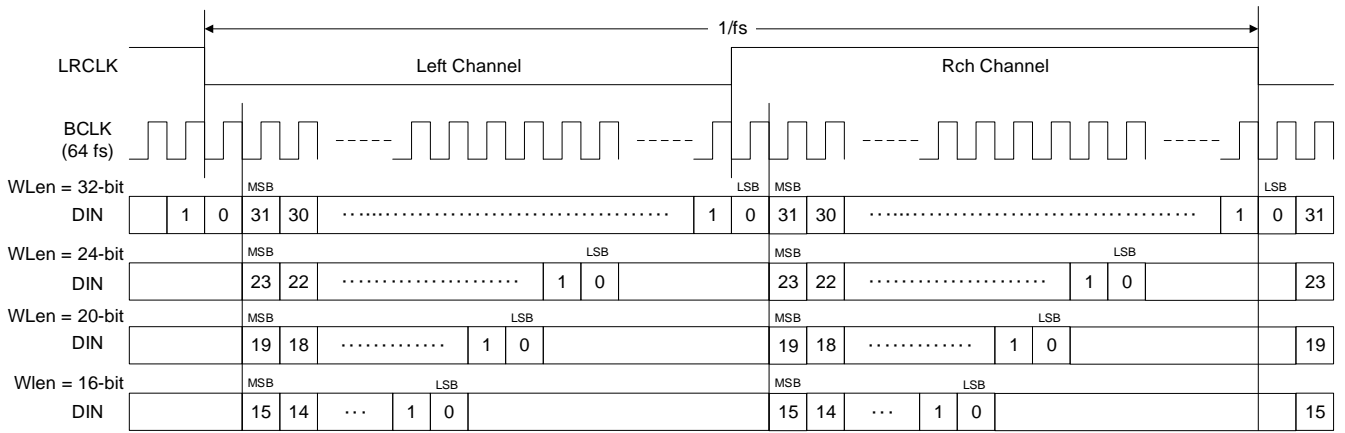 1/fs
LRCLK Left Channel Rch Channel
BCLK
(64 fs)
WLen = 32-bit MSB LSB MSB LSB
DIN 1 0 31 30 ...................................... 1 0 31 30 ...................................... 1 0 31
WLen = 24-bit MSB LSB MSB LSB
DIN 23 22 ...................... 1 0 23 22 ...................... 1 0 23
WLen = 20-bit MSB LSB MSB LSB
DIN 19 18 ............. 1 0 19 18 ............. 1 0 19
Wlen = 16-bit MSB LSB MSB LSB
DIN 15 14 ... 1 0 15 14 ... 1 0 15